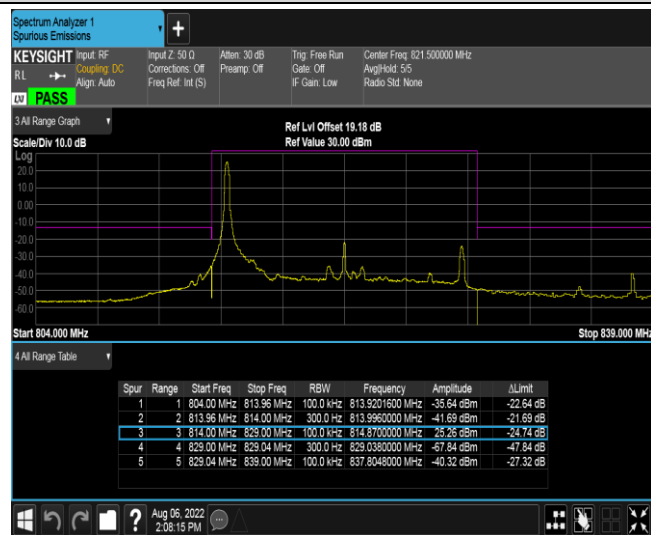 Spectrum Analyzer 1
Spurious Emissions
+
KEYSIGHT Input: RF Input Z: 50 Ω Atten: 30 dB Trig: Free Run Center Freq: 821.500000 MHz
RL Coupling: DC Corrections: Off Preamp: Off Gate: Off Avg|Hold: 5/5
Align: Auto Freq Ref: Int (S) IF Gain: Low Radio Std: None
LXI PASS
3 All Range Graph
Ref Lvl Offset 19.18 dB
Scale/Div 10.0 dB Ref Value 30.00 dBm
Log
20.0
10.0
0.00
-10.0
-20.0
-30.0
-40.0
-50.0
-60.0
Start 804.000 MHz Stop 839.000 MHz
4 All Range Table
Spur Range Start Freq Stop Freq RBW Frequency Amplitude ΔLimit
1 1 804.00 MHz 813.96 MHz 100.0 kHz 813.9201600 MHz -35.64 dBm -22.64 dB
2 2 813.96 MHz 814.00 MHz 300.0 Hz 813.9960000 MHz -41.69 dBm -21.69 dB
3 3 814.00 MHz 829.00 MHz 100.0 kHz 814.8700000 MHz 25.26 dBm -24.74 dB
4 4 829.00 MHz 829.04 MHz 300.0 Hz 829.0380000 MHz -67.84 dBm -47.84 dB
5 5 829.04 MHz 839.00 MHz 100.0 kHz 837.8048000 MHz -40.32 dBm -27.32 dB
? Aug 06, 2022
2:08:15 PM